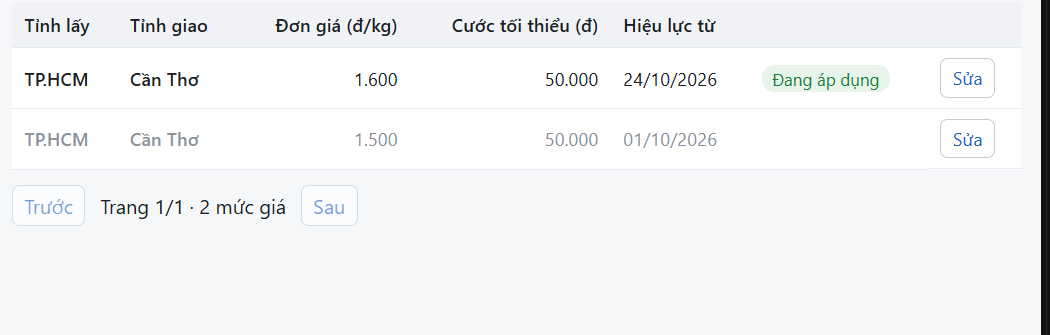 Tỉnh lấy Tỉnh giao Đơn giá (đ/kg) Cước tối thiểu (đ) Hiệu lực từ
TP.HCM Cần Thơ 1.600 50.000 24/10/2026 Đang áp dụng Sửa
TP.HCM Cần Thơ 1.500 50.000 01/10/2026 Sửa
Trước Trang 1/1 · 2 mức giá Sau